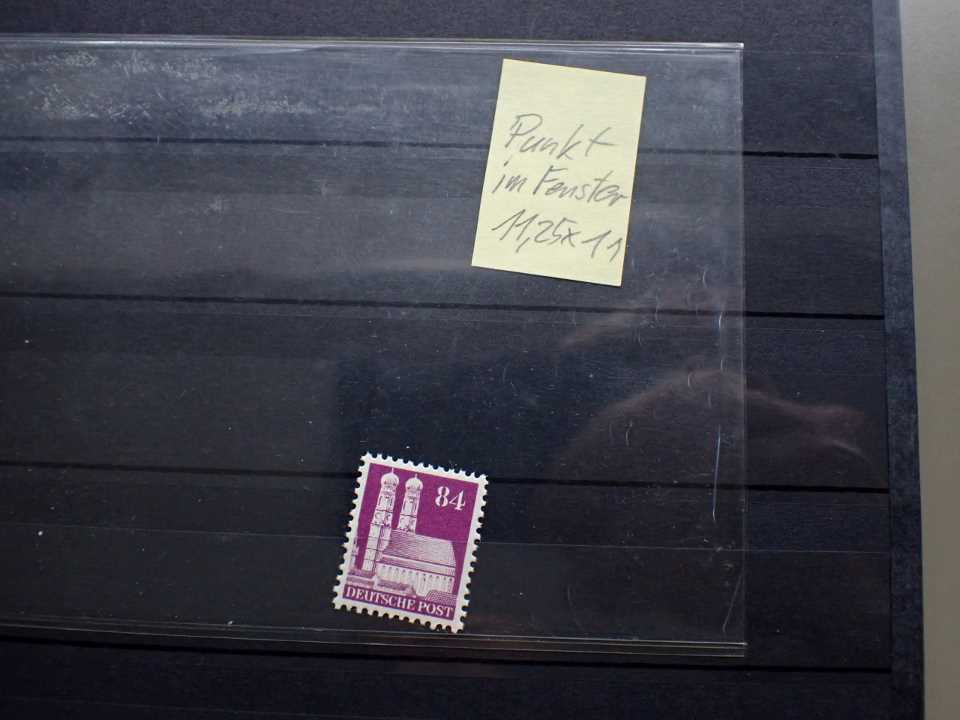 Punkt
im Fenster
11,25x11
84
DEUTSCHE POST